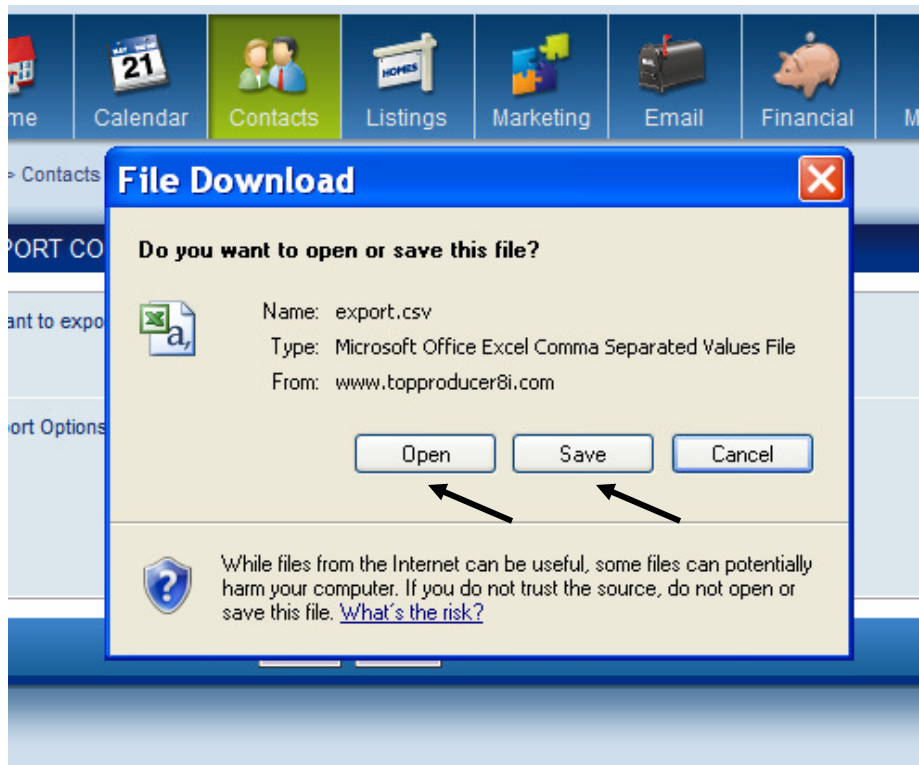 21
HOMES
me
Calendar
Contacts
Listings
Marketing
Email
Financial
M
> Contacts
File Download
PORT CO
Do you want to open or save this file?
ant to expo
Name: export.csv
Type: Microsoft Office Excel Comma Separated Values File
From: www.topproducer8i.com
ort Options
a,
Open
Save
Cancel
While files from the Internet can be useful, some files can potentially
harm your computer. If you do not trust the source, do not open or
save this file. What's the risk?